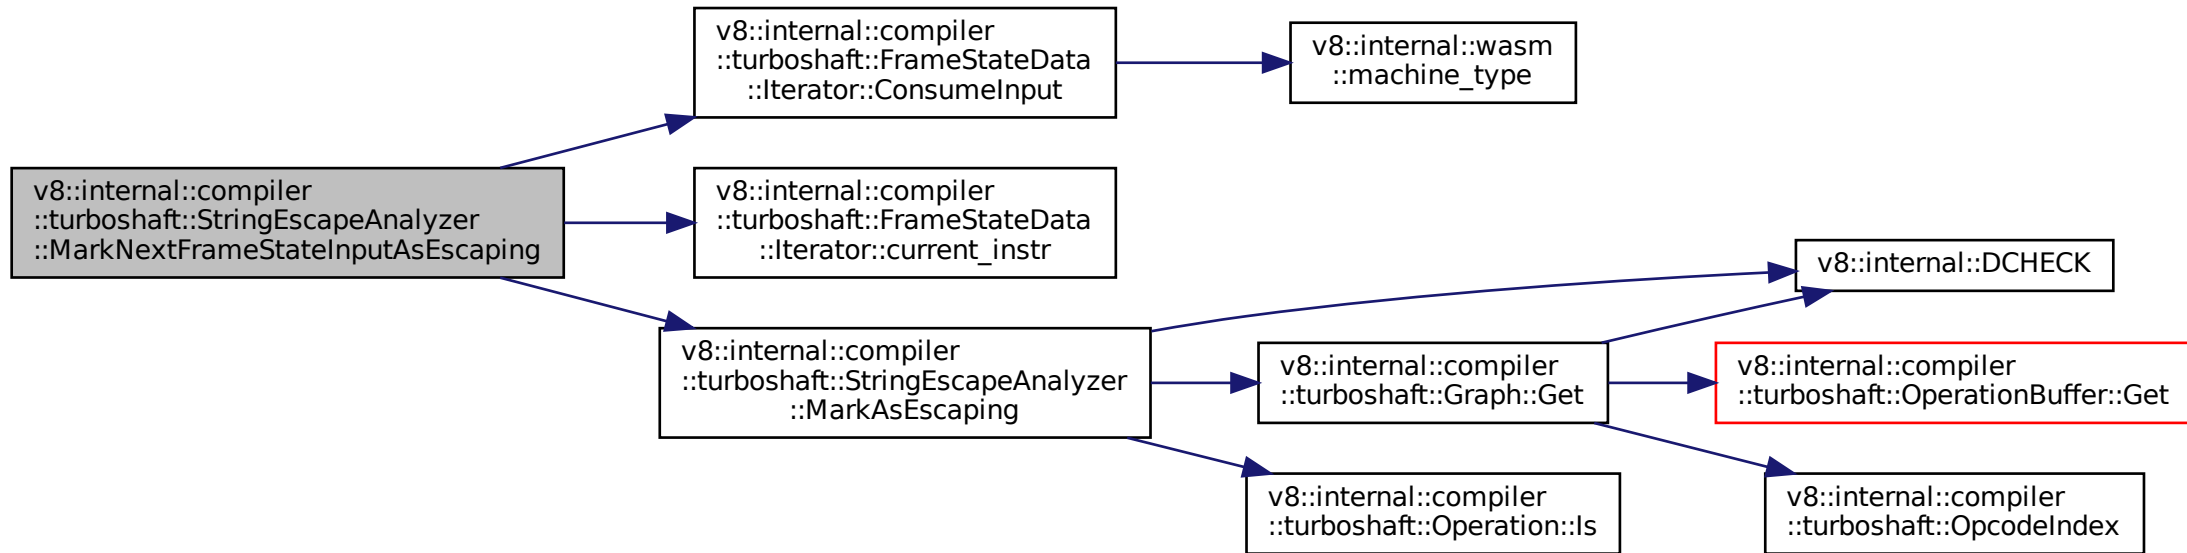 v8::internal::compiler
::turboshaft::StringEscapeAnalyzer
::MarkNextFrameStateInputAsEscaping
v8::internal::compiler
::turboshaft::FrameStateData
::Iterator::ConsumeInput
v8::internal::wasm
::machine_type
v8::internal::compiler
::turboshaft::FrameStateData
::Iterator::current_instr
v8::internal::compiler
::turboshaft::StringEscapeAnalyzer
::MarkAsEscaping
v8::internal::DCHECK
v8::internal::compiler
::turboshaft::Graph::Get
v8::internal::compiler
::turboshaft::OperationBuffer::Get
v8::internal::compiler
::turboshaft::Operation::Is
v8::internal::compiler
::turboshaft::OpcodeIndex